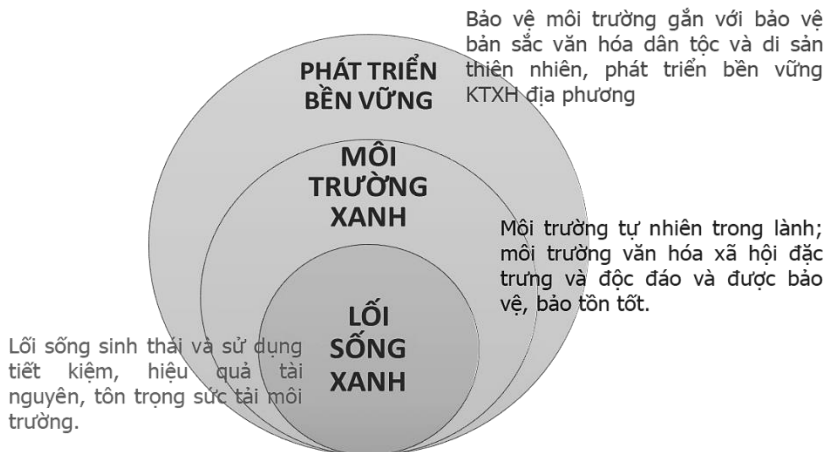 Bảo vệ môi trường gắn với bảo vệ
bản sắc văn hóa dân tộc và di sản
thiên nhiên, phát triển bền vững
KTXH địa phương
PHÁT TRIỂN
BỀN VỮNG
MÔI
TRƯỜNG
XANH
Môi trường tự nhiên trong lành;
môi trường văn hóa xã hội đặc
trưng và độc đáo và được bảo
vệ, bảo tồn tốt.
LỐI
SỐNG
XANH
Lối sống sinh thái và sử dụng
tiết kiệm, hiệu quả tài
nguyên, tôn trọng sức tải môi
trường.